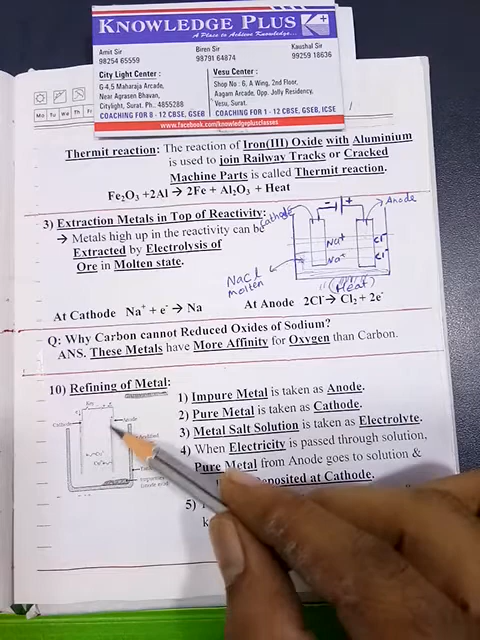 KNOWLEDGE PLUS
A Place to Achieve Knowledge...
K+
Amit Sir
98254 65559
Biren Sir
98791 64874
Kaushal Sir
99259 18636
City Light Center :
G-4,5 Maharaja Arcade,
Near Agrasen Bhavan,
Citylight, Surat. Ph.: 4855288
COACHING FOR 8 - 12 CBSE, GSEB
Vesu Center :
Shop No : 6, A Wing, 2nd Floor,
Aagam Arcade, Opp. Jolly Residency,
Vesu, Surat.
COACHING FOR 1 - 12 CBSE, GSEB, ICSE
www.facebook.com/knowledgeplusclasses
Mo Tu We Th
Thermit reaction: The reaction of Iron(III) Oxide with Aluminium
is used to join Railway Tracks or Cracked
Machine Parts is called Thermit reaction.
Fe₂O₃ +2Al → 2Fe + Al₂O₃ + Heat
3) Extraction Metals in Top of Reactivity:
→ Metals high up in the reactivity can be
Extracted by Electrolysis of
Ore in Molten state.
Cathode
- +
Anode
Na⁺ Cl⁻
Na⁺ Cl⁻
NaCl
molten
(Heat)
At Cathode Na⁺ + e⁻ → Na At Anode 2Cl⁻→ Cl₂ + 2e⁻
Q: Why Carbon cannot Reduced Oxides of Sodium?
ANS. These Metals have More Affinity for Oxygen than Carbon.
10) Refining of Metal:
Key
Cathode
Anode
1) Impure Metal is taken as Anode.
2) Pure Metal is taken as Cathode.
3) Metal Salt Solution is taken as Electrolyte.
4) When Electricity is passed through solution,
Pure Metal from Anode goes to solution &
Deposited at Cathode.
5)